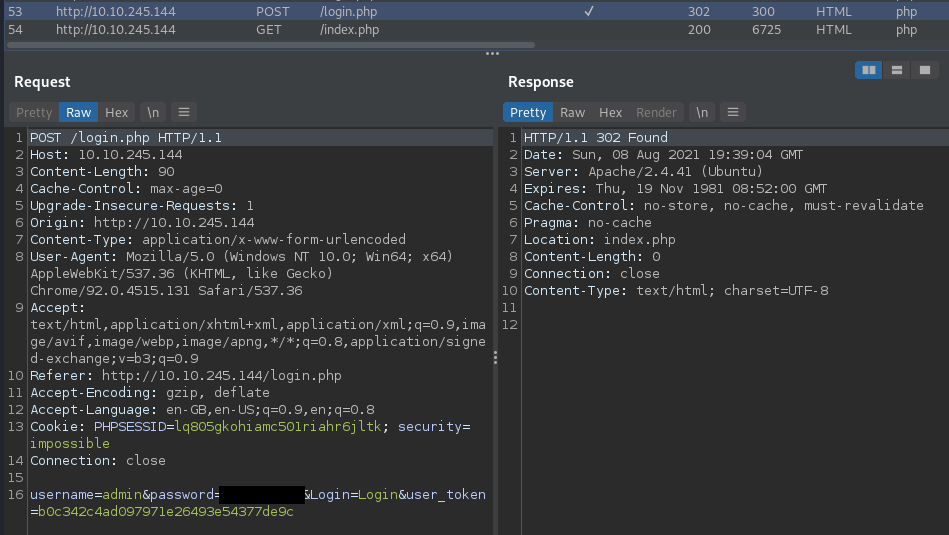 53 http://10.10.245.144 POST /login.php ✓ 302 300 HTML php
54 http://10.10.245.144 GET /index.php 200 6725 HTML php
Request
Pretty Raw Hex \n
1 POST /login.php HTTP/1.1
2 Host: 10.10.245.144
3 Content-Length: 90
4 Cache-Control: max-age=0
5 Upgrade-Insecure-Requests: 1
6 Origin: http://10.10.245.144
7 Content-Type: application/x-www-form-urlencoded
8 User-Agent: Mozilla/5.0 (Windows NT 10.0; Win64; x64)
AppleWebKit/537.36 (KHTML, like Gecko)
Chrome/92.0.4515.131 Safari/537.36
9 Accept:
text/html,application/xhtml+xml,application/xml;q=0.9,ima
ge/avif,image/webp,image/apng,*/*;q=0.8,application/signe
d-exchange;v=b3;q=0.9
10 Referer: http://10.10.245.144/login.php
11 Accept-Encoding: gzip, deflate
12 Accept-Language: en-GB,en-US;q=0.9,en;q=0.8
13 Cookie: PHPSESSID=lq805gkohiamc501riahr6jltk; security=
impossible
14 Connection: close
15
16 username=admin&password= &Login=Login&user_token
=b0c342c4ad097971e26493e54377de9c
Response
Pretty Raw Hex Render \n
1 HTTP/1.1 302 Found
2 Date: Sun, 08 Aug 2021 19:39:04 GMT
3 Server: Apache/2.4.41 (Ubuntu)
4 Expires: Thu, 19 Nov 1981 08:52:00 GMT
5 Cache-Control: no-store, no-cache, must-revalidate
6 Pragma: no-cache
7 Location: index.php
8 Content-Length: 0
9 Connection: close
10 Content-Type: text/html; charset=UTF-8
11
12